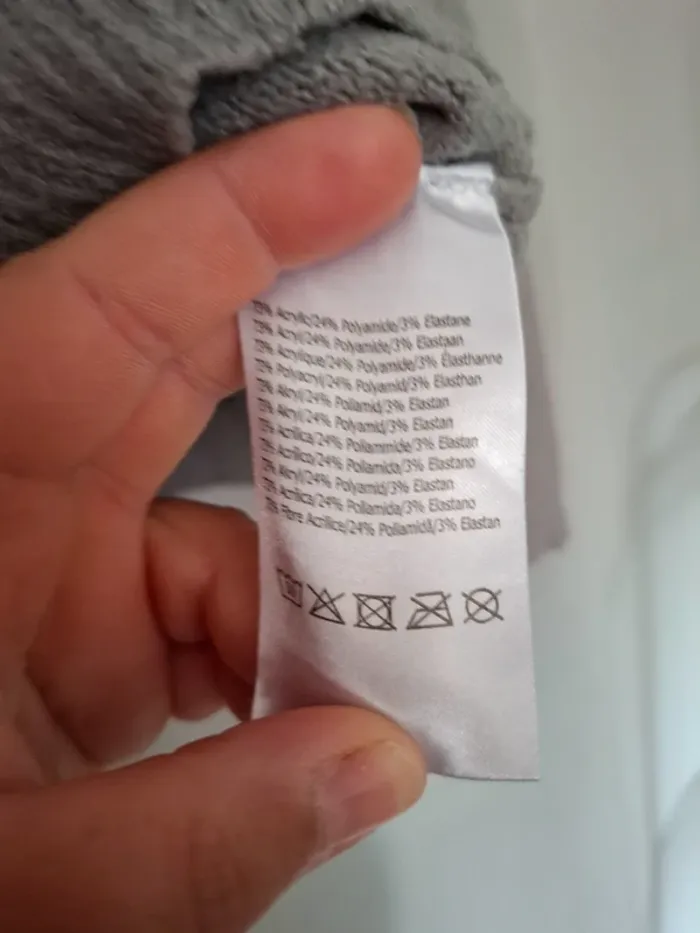 73% Acrylic/24% Polyamide/3% Elastane
73% Acryl/24% Polyamide/3% Elastaan
73% Acrylique/24% Polyamide/3% Élasthanne
73% Polyacryl/24% Polyamid/3% Elasthan
73% Akryl/24% Poliamid/3% Elastan
73% Akryl/24% Polyamid/3% Elastan
73% Acrilica/24% Poliammide/3% Elastan
73% Acrílico/24% Poliamida/3% Elastano
73% Akryl/24% Polyamid/3% Elastan
73% Acrílica/24% Poliamida/3% Elastano
73% Fibre Acrilice/24% Poliamidă/3% Elastan